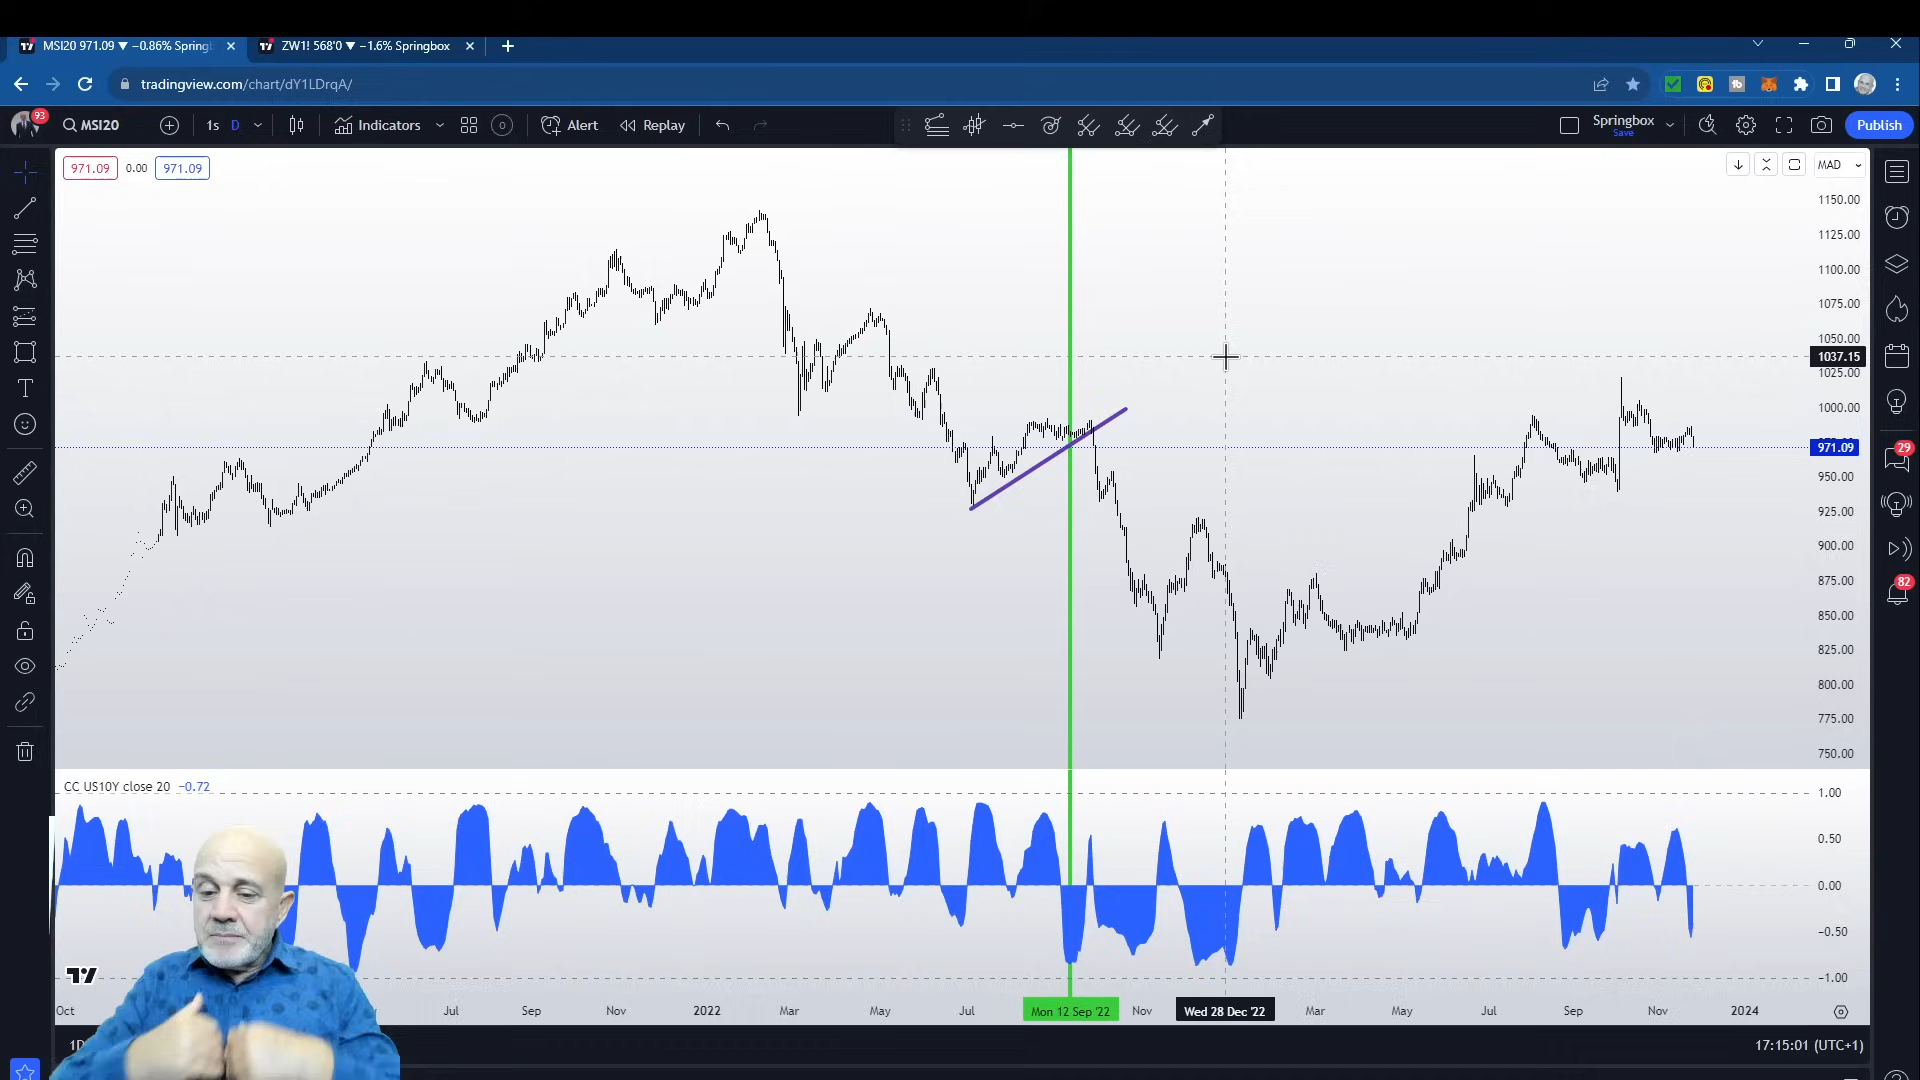 MSI20 971.09 ▼ −0.86% Springb
ZW1! 568'0 ▼ −1.6% Springbox
tradingview.com/chart/dY1LDrqA/
93
MSI20
1s
D
Indicators
Alert
Replay
Springbox
Save
Publish
971.09
0.00
971.09
MAD
1150.00
1125.00
1100.00
1075.00
1050.00
1037.15
1025.00
1000.00
971.09
950.00
925.00
900.00
875.00
850.00
825.00
800.00
775.00
750.00
29
82
CC US10Y close 20 −0.72
1.00
0.50
0.00
−0.50
−1.00
Oct
Jul
Sep
Nov
2022
Mar
May
Jul
Mon 12 Sep '22
Nov
Wed 28 Dec '22
Mar
May
Jul
Sep
Nov
2024
17:15:01 (UTC+1)